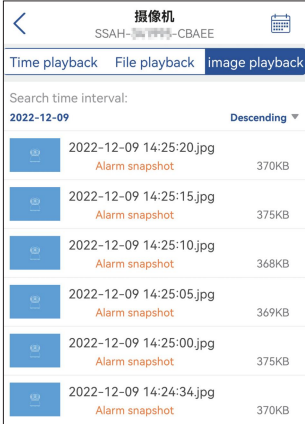 摄像机
SSAH- -CBAEE
Time playback File playback image playback
Search time interval:
2022-12-09 Descending
2022-12-09 14:25:20.jpg
Alarm snapshot 370KB
2022-12-09 14:25:15.jpg
Alarm snapshot 375KB
2022-12-09 14:25:10.jpg
Alarm snapshot 368KB
2022-12-09 14:25:05.jpg
Alarm snapshot 369KB
2022-12-09 14:25:00.jpg
Alarm snapshot 375KB
2022-12-09 14:24:34.jpg
Alarm snapshot 370KB